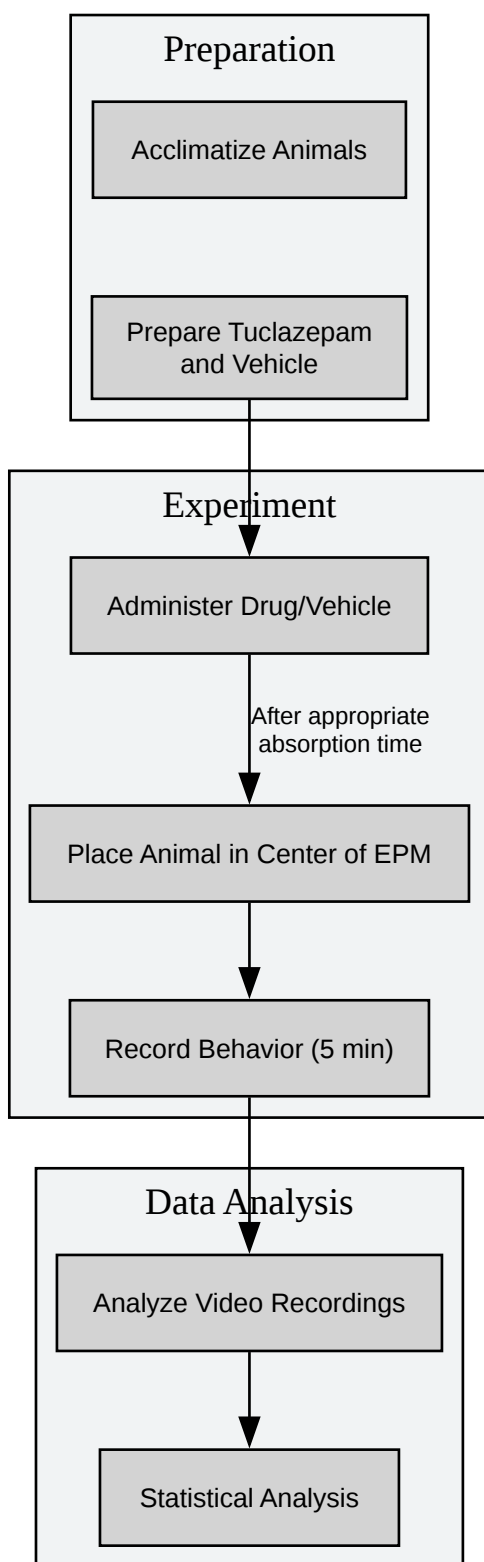 Preparation
Acclimatize Animals
Prepare Tuclazepam
and Vehicle
Experiment
Administer Drug/Vehicle
After appropriate
absorption time
Place Animal in Center of EPM
Record Behavior (5 min)
Data Analysis
Analyze Video Recordings
Statistical Analysis